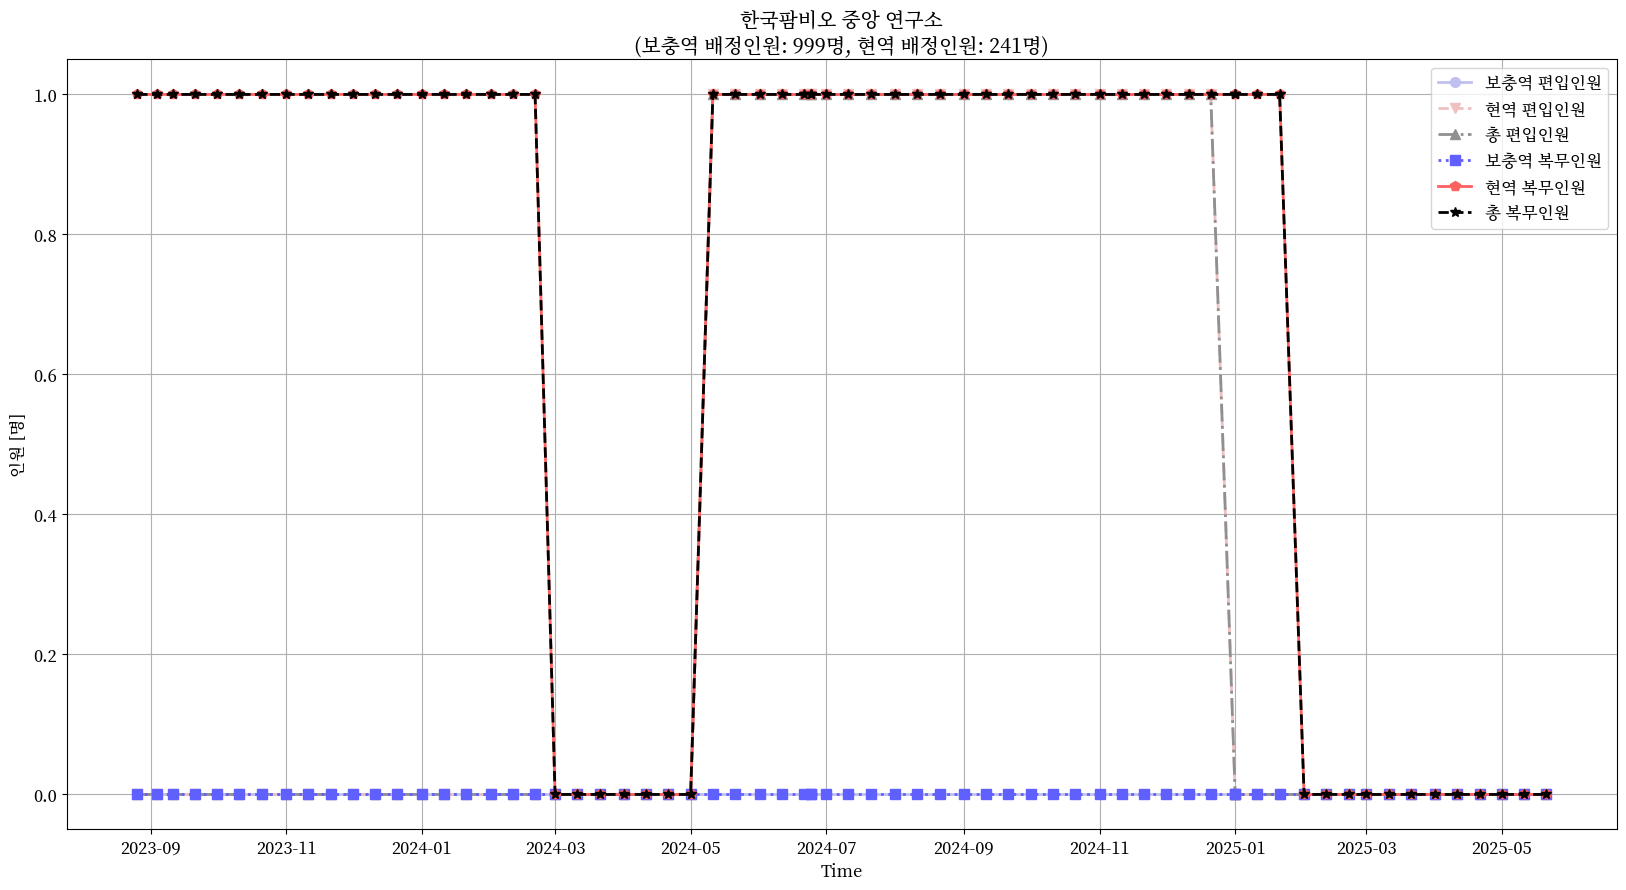 한국팜비오 중앙 연구소
(보충역 배정인원: 999명, 현역 배정인원: 241명)
1.0
0.8
0.6
0.4
0.2
0.0
인원 [명]
보충역 편입인원
현역 편입인원
총 편입인원
보충역 복무인원
현역 복무인원
총 복무인원
2023-09 2023-11 2024-01 2024-03 2024-05 2024-07 2024-09 2024-11 2025-01 2025-03 2025-05
Time